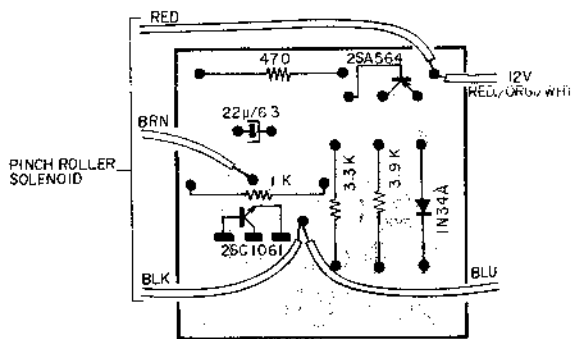 RED
470
2SA564
12V
RED/ORG/WHT
22μ/6.3
BRN
PINCH ROLLER
SOLENOID
1K
3.3K
3.9K
1N34A
2SC1061
BLK
BLU